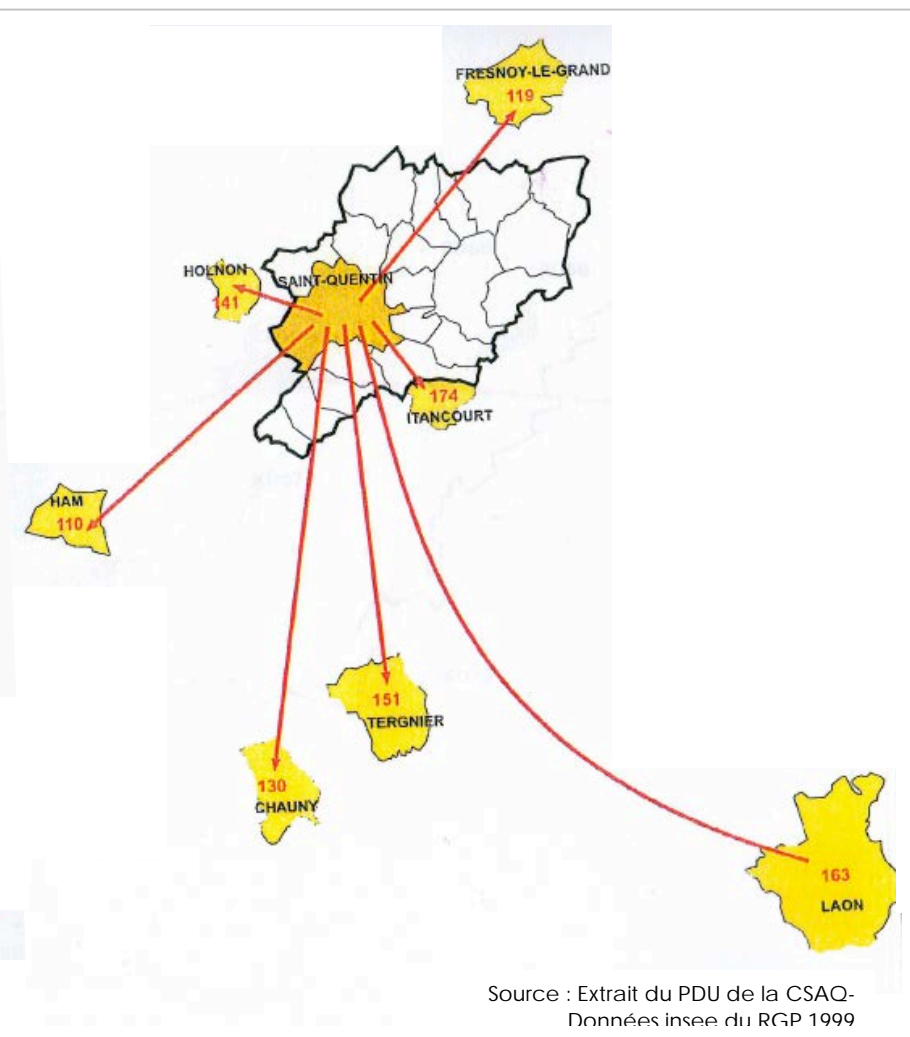 FRESNOY-LE-GRAND
119
HOLNON
141
SAINT-QUENTIN
174
ITANCOURT
HAM
110
151
TERGNIER
130
CHAUNY
163
LAON
Source : Extrait du PDU de la CSAQ-
Données insee du RGP 1999